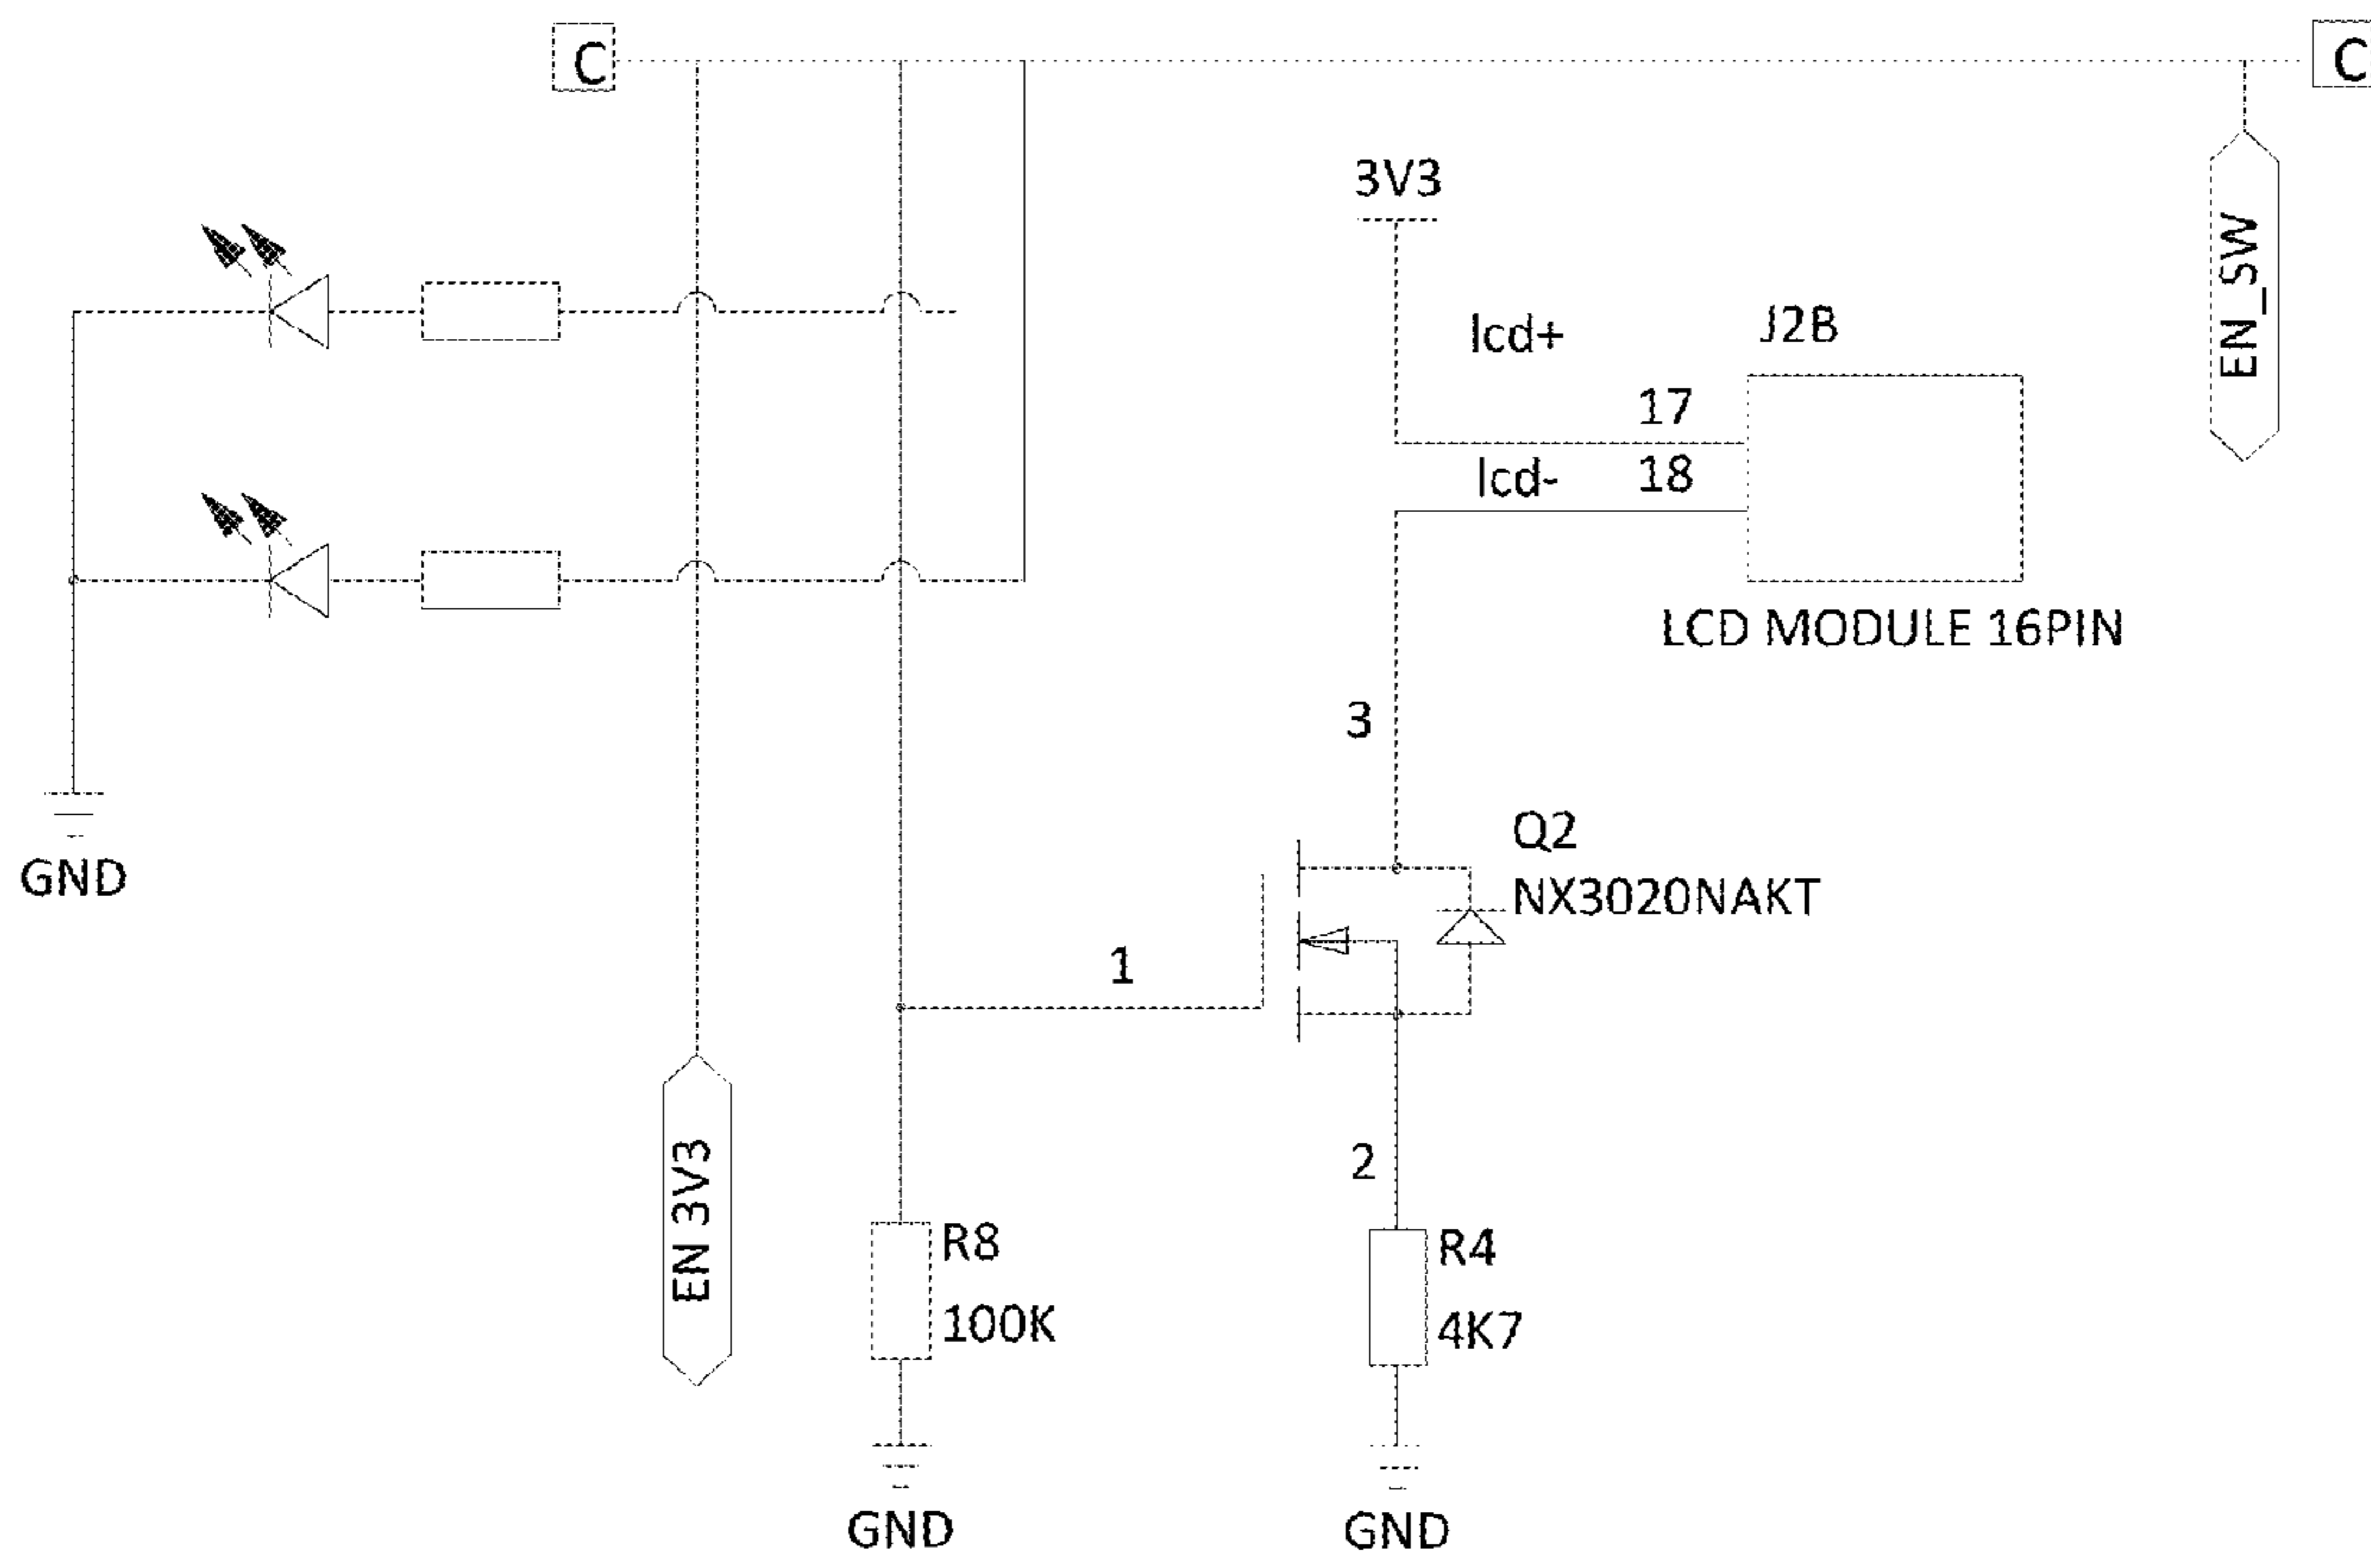 C
C
3V3
EN_SW
lcd+
J2B
17
lcd-
18
LCD MODULE 16PIN
3
Q2
NX3020NAKT
GND
1
EN 3V3
2
R8
100K
R4
4K7
GND
GND